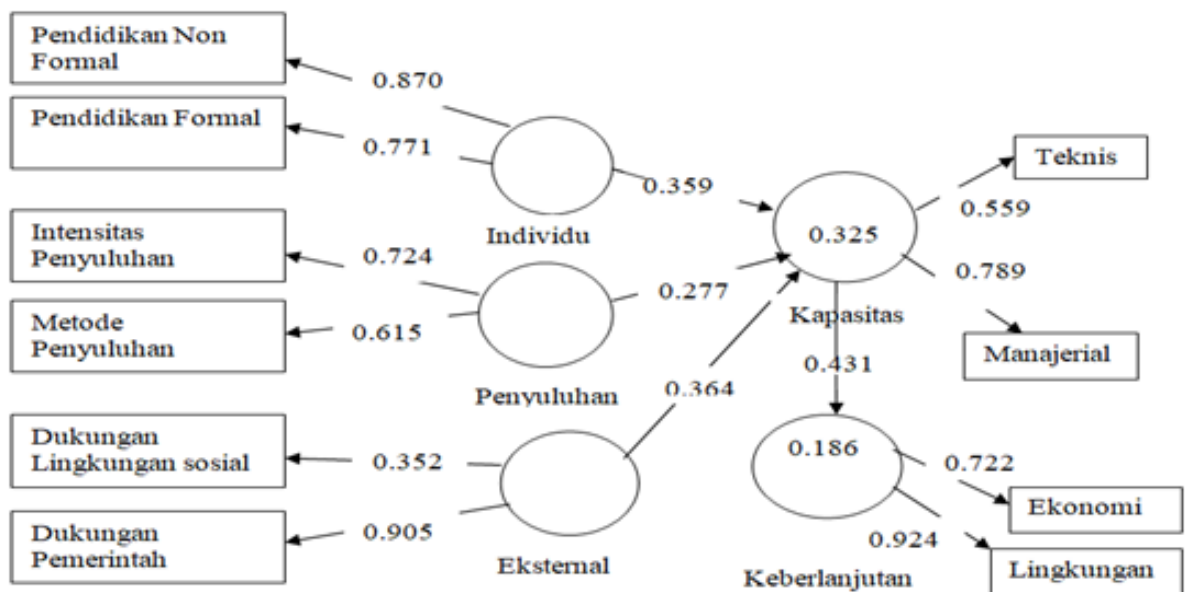 Pendidikan Non
Formal
0.870
Pendidikan Formal
0.771
Individu
0.359
Intensitas
Penyuluhan
0.724
Metode
Penyuluhan
0.615
Penyuluhan
0.277
Dukungan
Lingkungan sosial
0.352
Dukungan
Pemerintah
0.905
Eksternal
0.364
0.325
Kapasitas
0.559
Teknis
0.789
Manajerial
0.431
0.186
Keberlanjutan
0.722
Ekonomi
0.924
Lingkungan